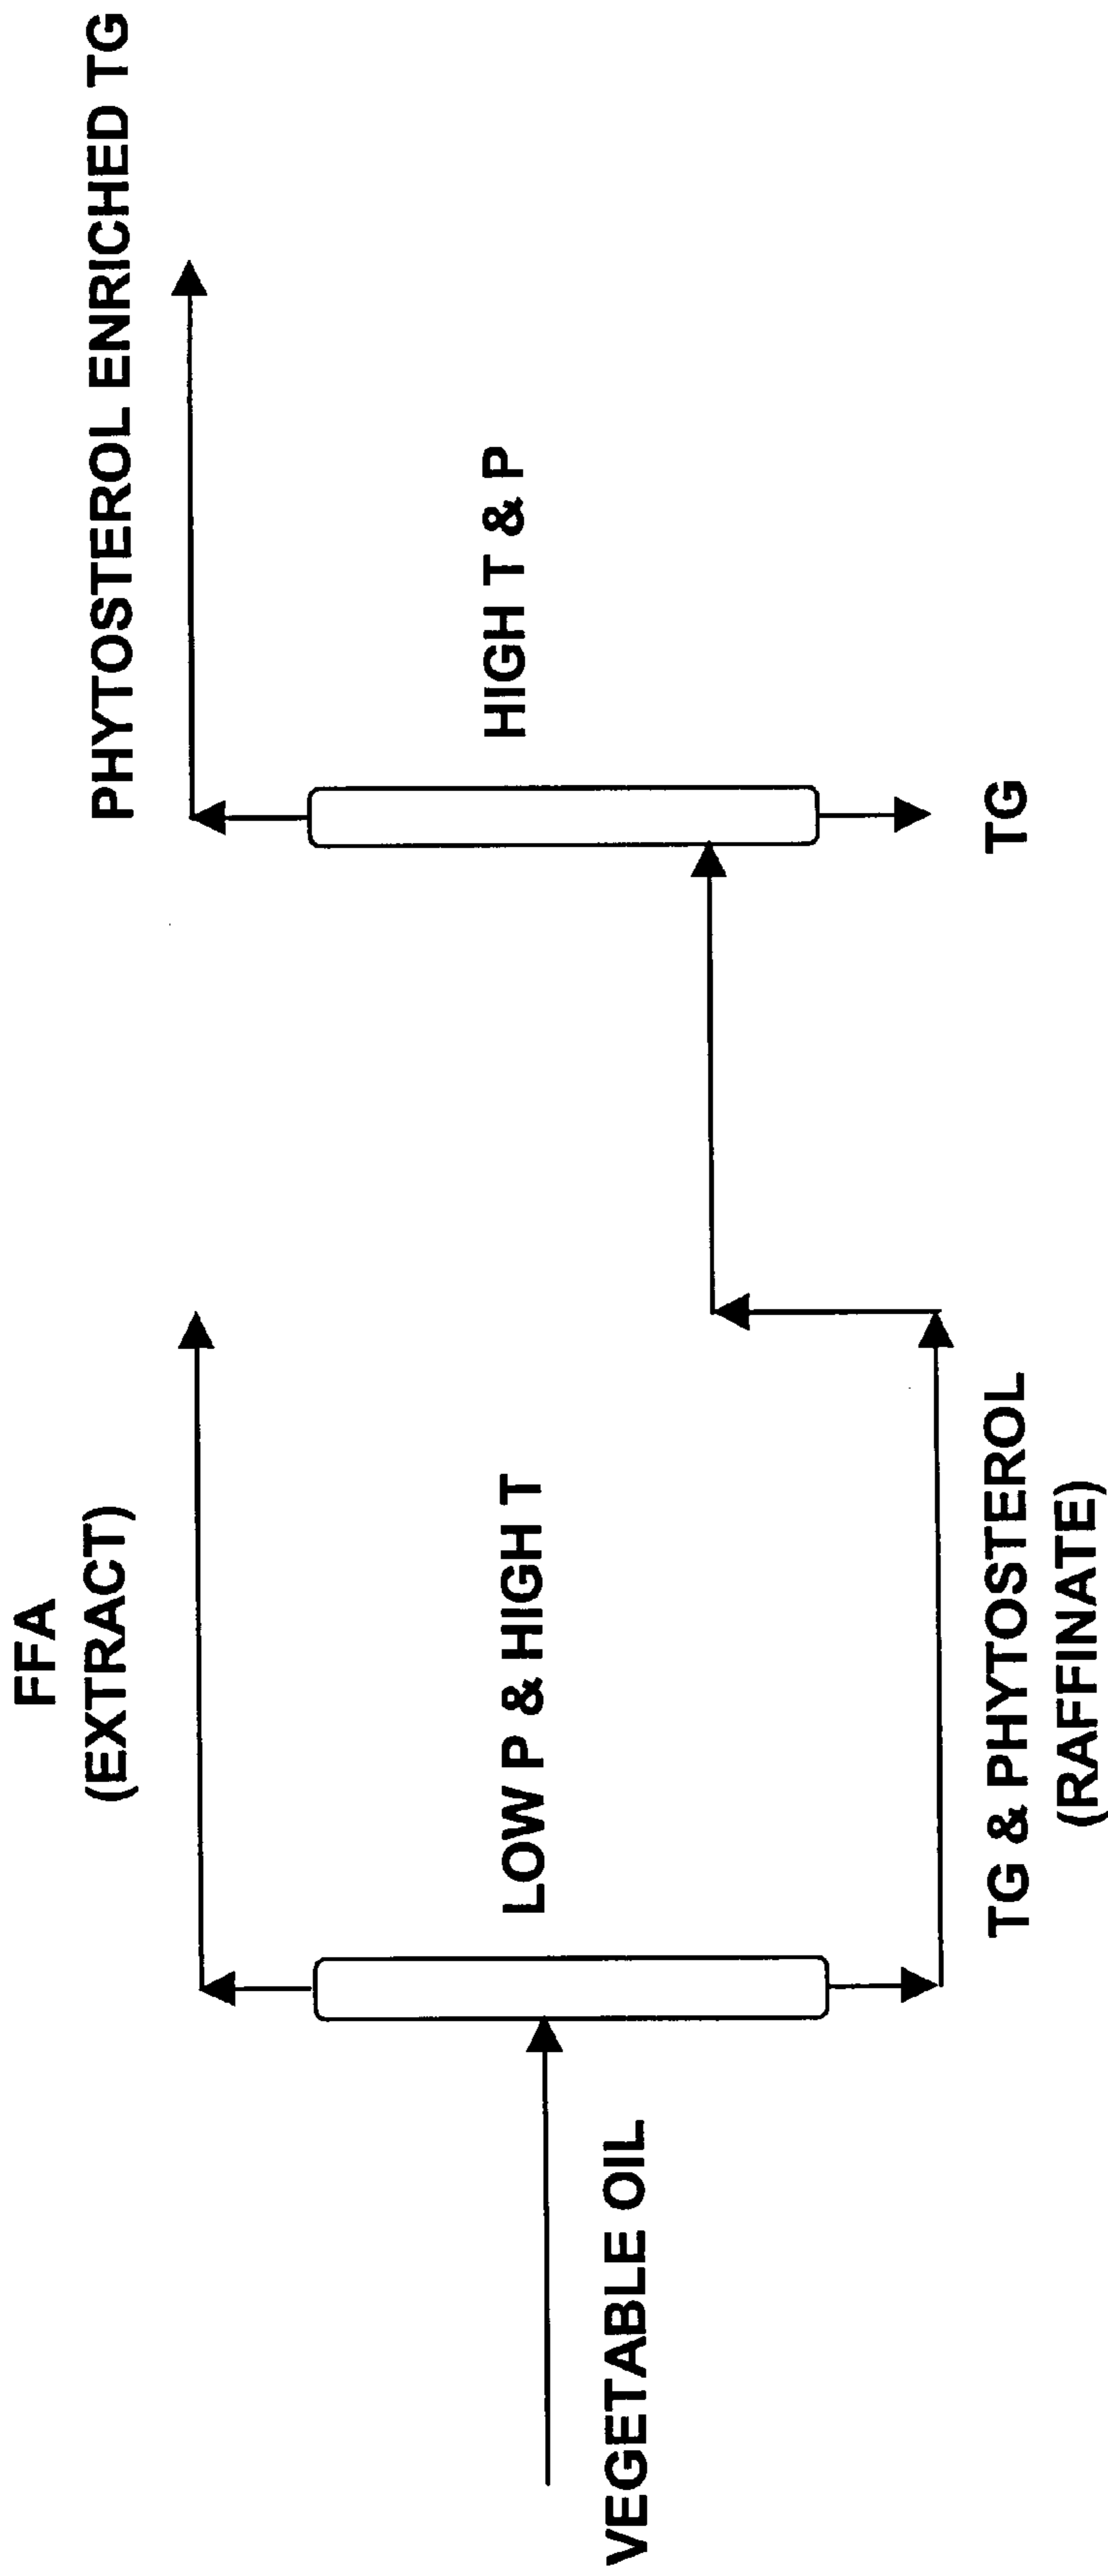 FFA
(EXTRACT)
PHYTOSTEROL ENRICHED TG
LOW P & HIGH T
HIGH T & P
VEGETABLE OIL
TG & PHYTOSTEROL
(RAFFINATE)
TG